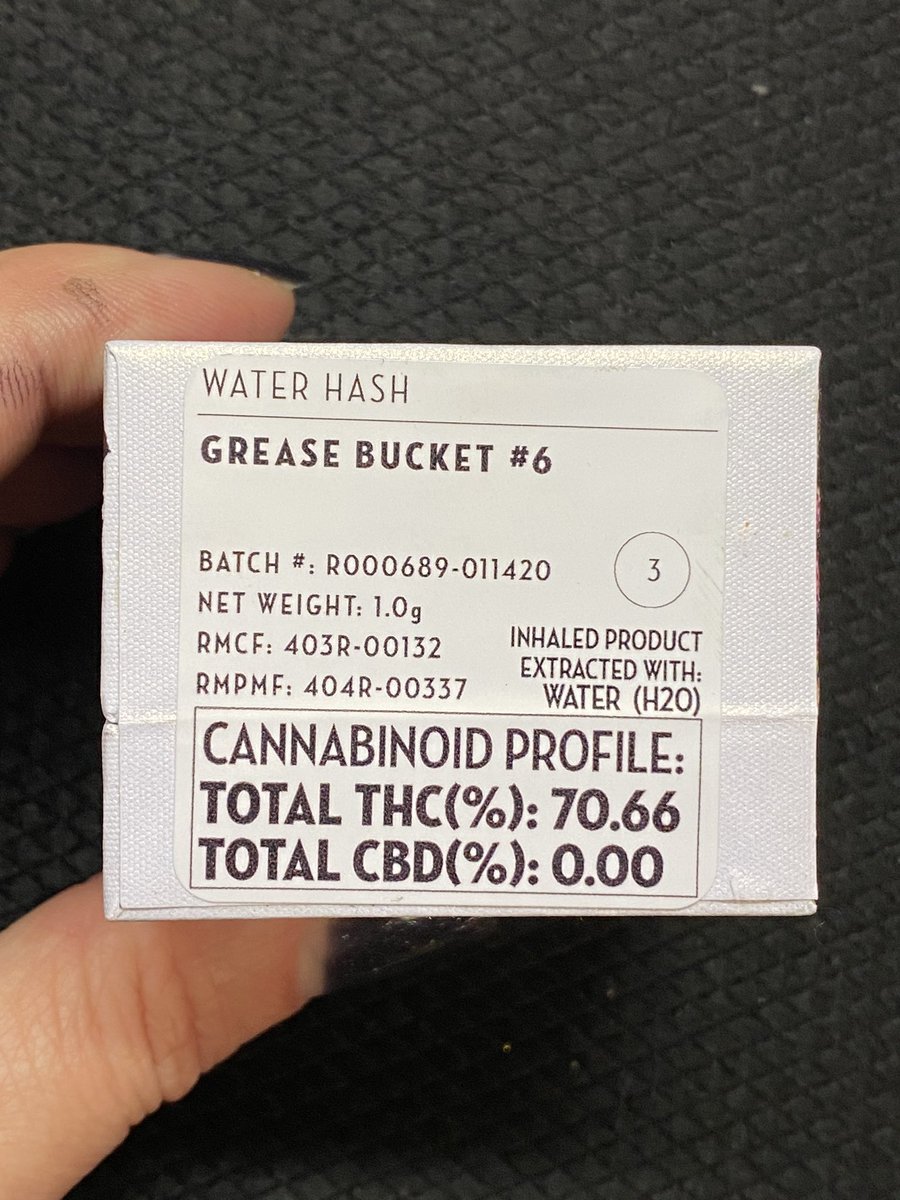 WATER HASH
GREASE BUCKET #6
BATCH #: R000689-011420
3
NET WEIGHT: 1.0g
RMCF: 403R-00132
RMPMF: 404R-00337
INHALED PRODUCT
EXTRACTED WITH:
WATER (H2O)
CANNABINOID PROFILE:
TOTAL THC(%): 70.66
TOTAL CBD(%): 0.00